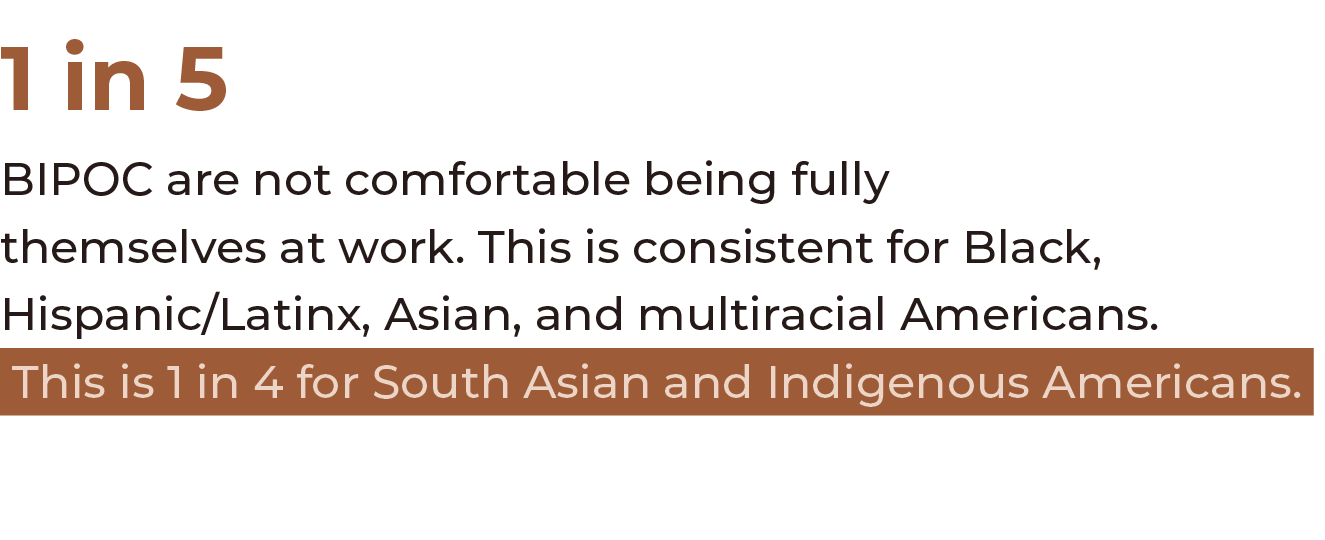 1 in 5
BIPOC are not comfortable being fully
themselves at work. This is consistent for Black,
Hispanic/Latinx, Asian, and multiracial Americans.
This is 1 in 4 for South Asian and Indigenous Americans.